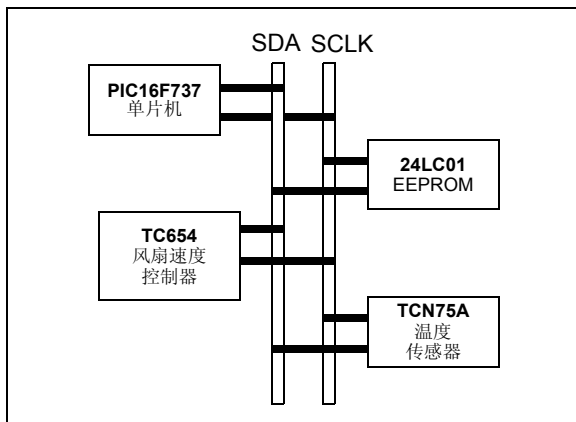 SDA SCLK
PIC16F737
单片机
24LC01
EEPROM
TC654
风扇速度
控制器
TCN75A
温度
传感器